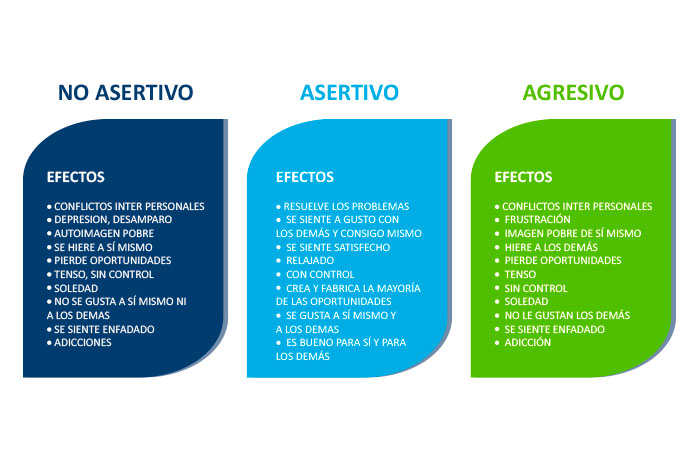 NO ASERTIVO
EFECTOS
• CONFLICTOS INTER PERSONALES
• DEPRESION, DESAMPARO
• AUTOIMAGEN POBRE
• SE HIERE A SÍ MISMO
• PIERDE OPORTUNIDADES
• TENSO, SIN CONTROL
• SOLEDAD
• NO SE GUSTA A SÍ MISMO NI
A LOS DEMAS
• SE SIENTE ENFADADO
• ADICCIONES
ASERTIVO
EFECTOS
• RESUELVE LOS PROBLEMAS
• SE SIENTE A GUSTO CON
LOS DEMÁS Y CONSIGO MISMO
• SE SIENTE SATISFECHO
• RELAJADO
• CON CONTROL
• CREA Y FABRICA LA MAYORÍA
DE LAS OPORTUNIDADES
• SE GUSTA A SÍ MISMO Y
A LOS DEMAS
• ES BUENO PARA SÍ Y PARA
LOS DEMÁS
AGRESIVO
EFECTOS
• CONFLICTOS INTER PERSONALES
• FRUSTRACIÓN
• IMAGEN POBRE DE SÍ MISMO
• HIERE A LOS DEMÁS
• PIERDE OPORTUNIDADES
• TENSO
• SIN CONTROL
• SOLEDAD
• NO LE GUSTAN LOS DEMÁS
• SE SIENTE ENFADADO
• ADICCIÓN